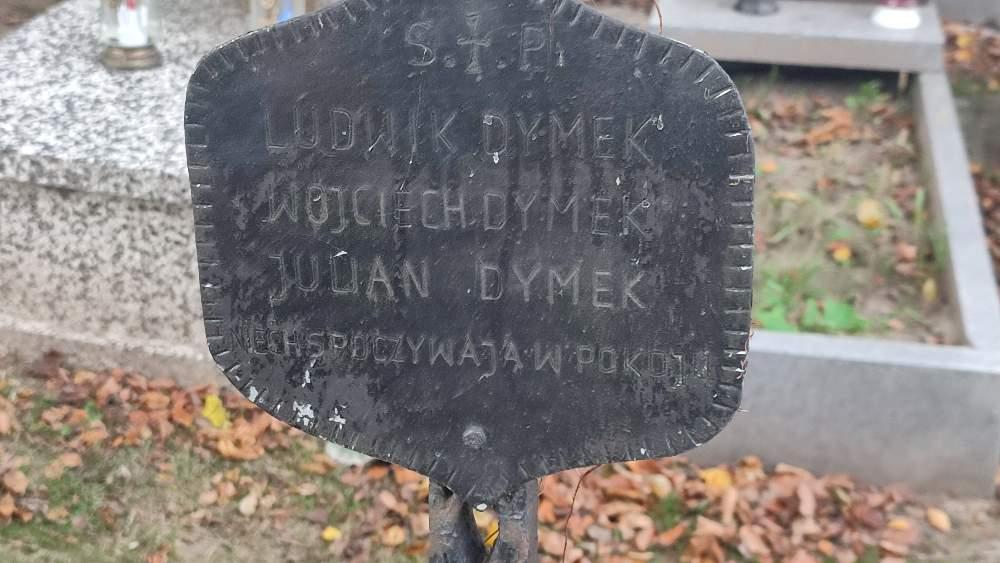 S.†.P.
LUDWIK DYMEK
WOJCIECH DYMEK
JULIAN DYMEK
NIECH SPOCZYWAJĄ W POKOJU